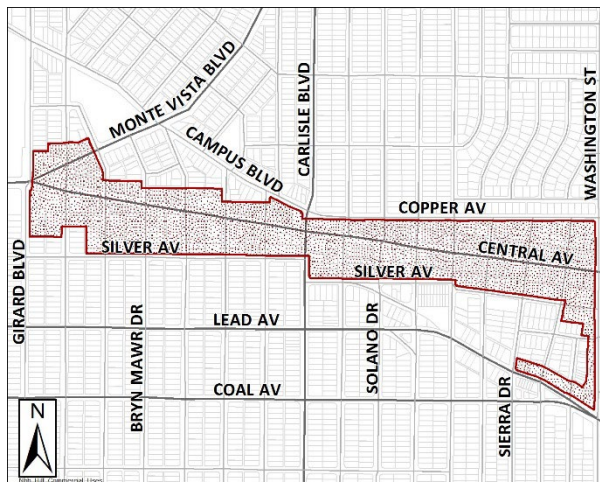 MONTE VISTA BLVD
CARLISLE BLVD
WASHINGTON ST
CAMPUS BLVD
COPPER AV
CENTRAL AV
GIRARD BLVD
SILVER AV
SILVER AV
LEAD AV
BRYN MAWR DR
SOLANO DR
COAL AV
SIERRA DR
N